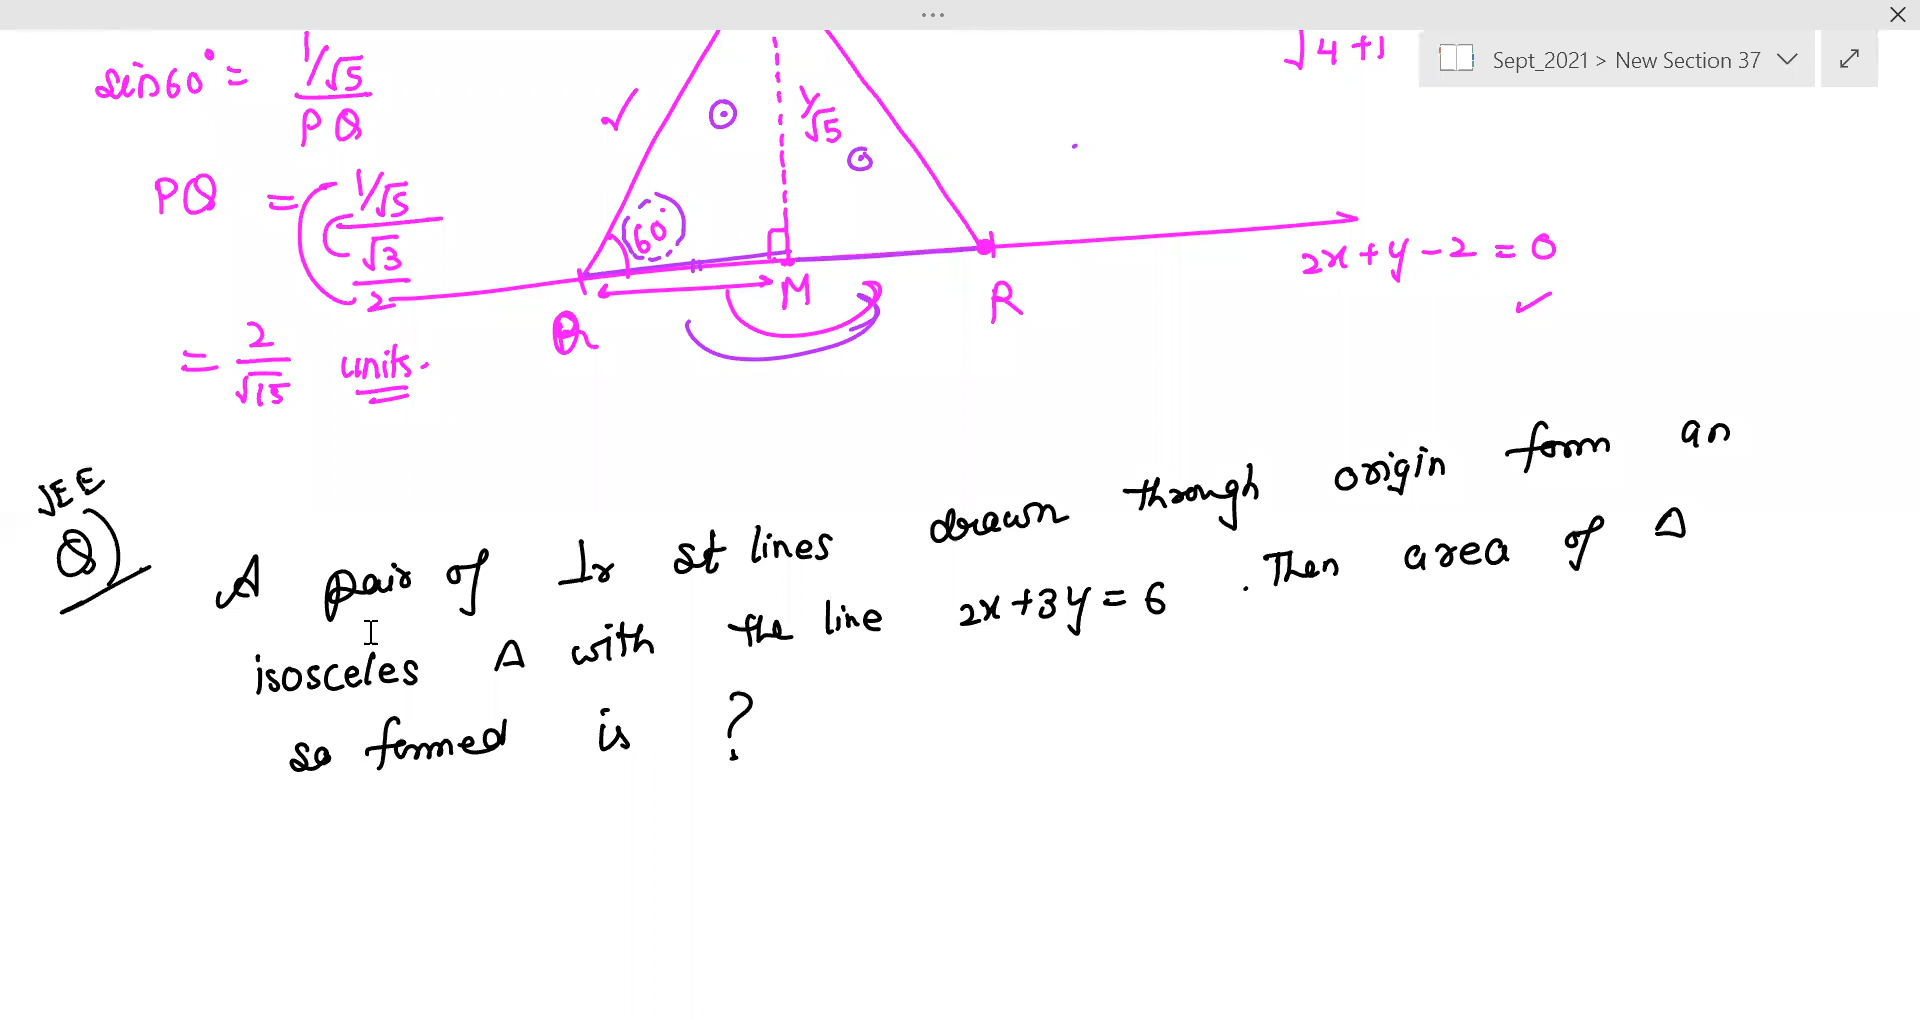 Sept_2021 > New Section 37
sin60° = 1/√5 / PQ
√4+1
1/√5
PQ = 1/√5 / √3/2
60°
2x+y-2=0
Q M R
= 2/√15 units.
JEE
Q) A pair of ⊥r st lines drawn through origin form an
isosceles Δ with the line 2x+3y=6 . Then area of Δ
so formed is ?